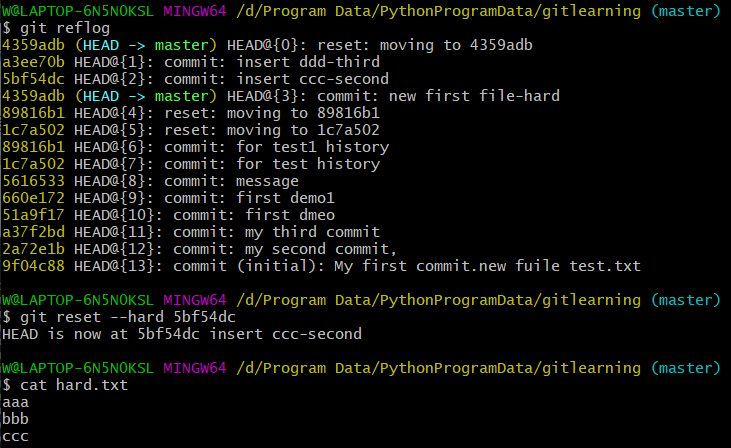 W@LAPTOP-6N5N0KSL MINGW64 /d/Program Data/PythonProgramData/gitlearning (master)
$ git reflog
4359adb (HEAD -> master) HEAD@{0}: reset: moving to 4359adb
a3ee70b HEAD@{1}: commit: insert ddd-third
5bf54dc HEAD@{2}: commit: insert ccc-second
4359adb (HEAD -> master) HEAD@{3}: commit: new first file-hard
89816b1 HEAD@{4}: reset: moving to 89816b1
1c7a502 HEAD@{5}: reset: moving to 1c7a502
89816b1 HEAD@{6}: commit: for test1 history
1c7a502 HEAD@{7}: commit: for test history
5616533 HEAD@{8}: commit: message
660e172 HEAD@{9}: commit: first demo1
51a9f17 HEAD@{10}: commit: first dmeo
a37f2bd HEAD@{11}: commit: my third commit
2a72e1b HEAD@{12}: commit: my second commit,
9f04c88 HEAD@{13}: commit (initial): My first commit.new fuile test.txt
W@LAPTOP-6N5N0KSL MINGW64 /d/Program Data/PythonProgramData/gitlearning (master)
$ git reset --hard 5bf54dc
HEAD is now at 5bf54dc insert ccc-second
W@LAPTOP-6N5N0KSL MINGW64 /d/Program Data/PythonProgramData/gitlearning (master)
$ cat hard.txt
aaa
bbb
ccc